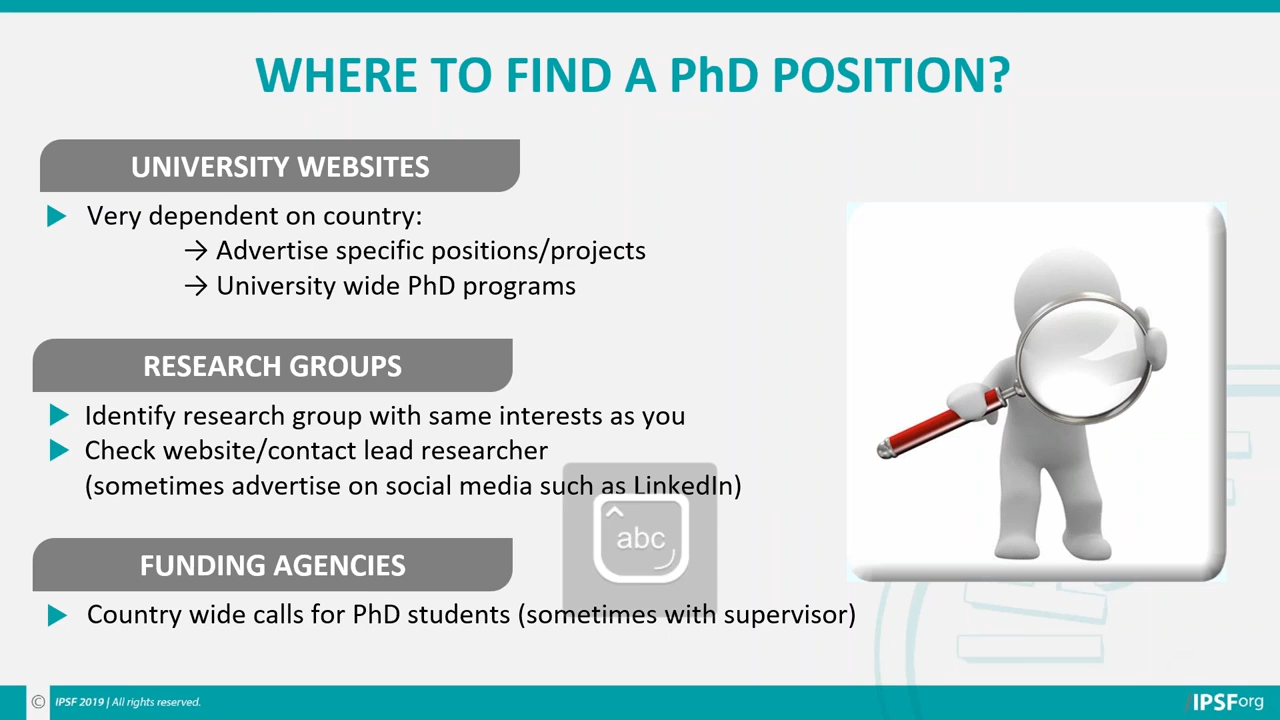 WHERE TO FIND A PhD POSITION?
UNIVERSITY WEBSITES
Very dependent on country:
→ Advertise specific positions/projects
→ University wide PhD programs
RESEARCH GROUPS
Identify research group with same interests as you
Check website/contact lead researcher
(sometimes advertise on social media such as LinkedIn)
abc
FUNDING AGENCIES
Country wide calls for PhD students (sometimes with supervisor)
© IPSF 2019 | All rights reserved.
/IPSForg